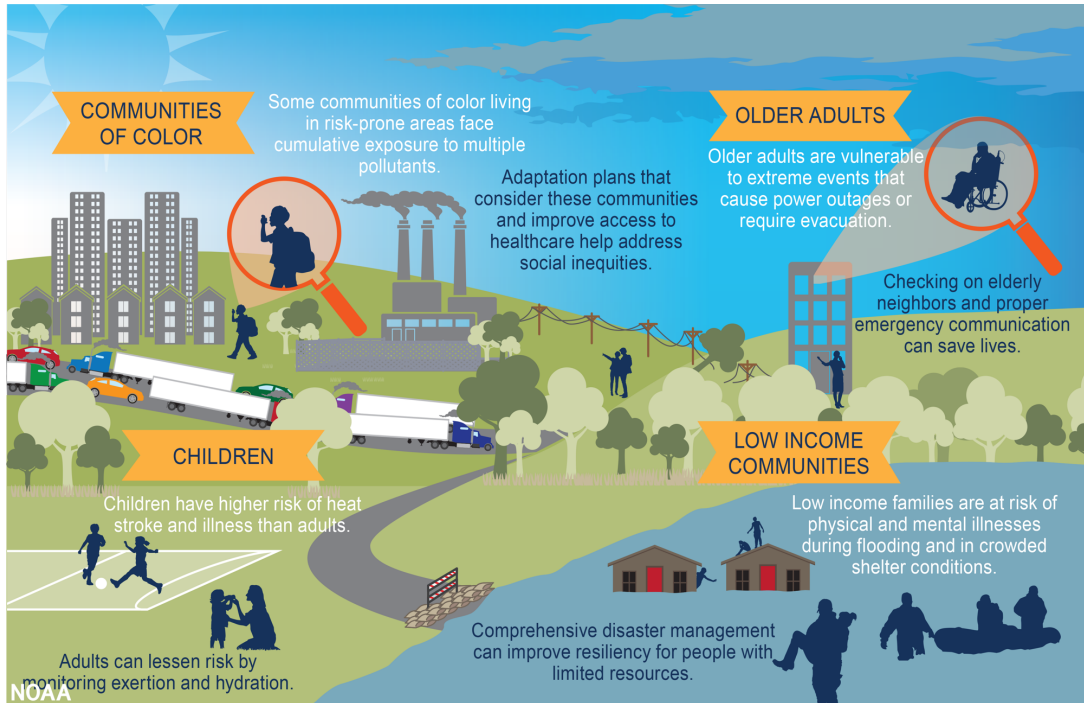 COMMUNITIES
OF COLOR
Some communities of color living
in risk-prone areas face
cumulative exposure to multiple
pollutants.
Adaptation plans that
consider these communities
and improve access to
healthcare help address
social inequities.
OLDER ADULTS
Older adults are vulnerable
to extreme events that
cause power outages or
require evacuation.
Checking on elderly
neighbors and proper
emergency communication
can save lives.
CHILDREN
Children have higher risk of heat
stroke and illness than adults.
Adults can lessen risk by
monitoring exertion and hydration.
LOW INCOME
COMMUNITIES
Low income families are at risk of
physical and mental illnesses
during flooding and in crowded
shelter conditions.
Comprehensive disaster management
can improve resiliency for people with
limited resources.
NOAA